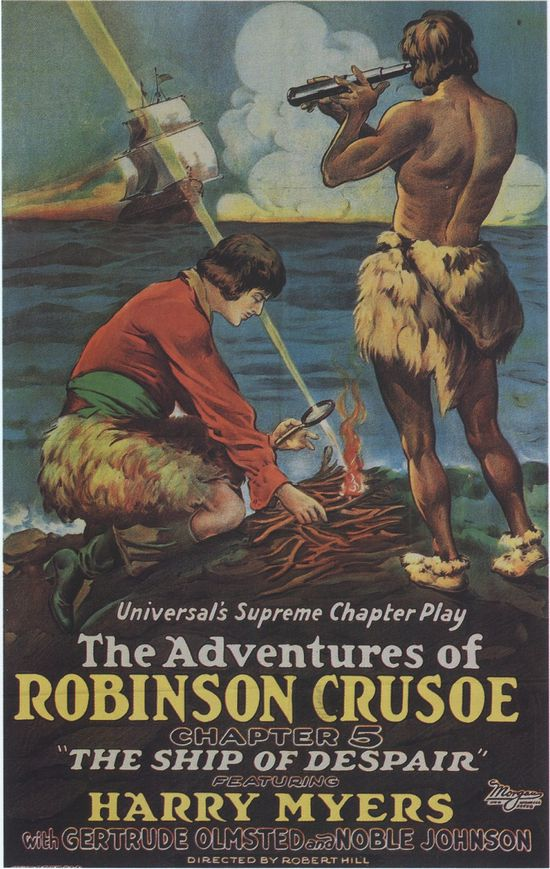 Universal's Supreme Chapter Play
The Adventures of
ROBINSON CRUSOE
CHAPTER 5
"THE SHIP OF DESPAIR"
FEATURING
HARRY MYERS
with GERTRUDE OLMSTED and NOBLE JOHNSON
DIRECTED BY ROBERT HILL
Morgan